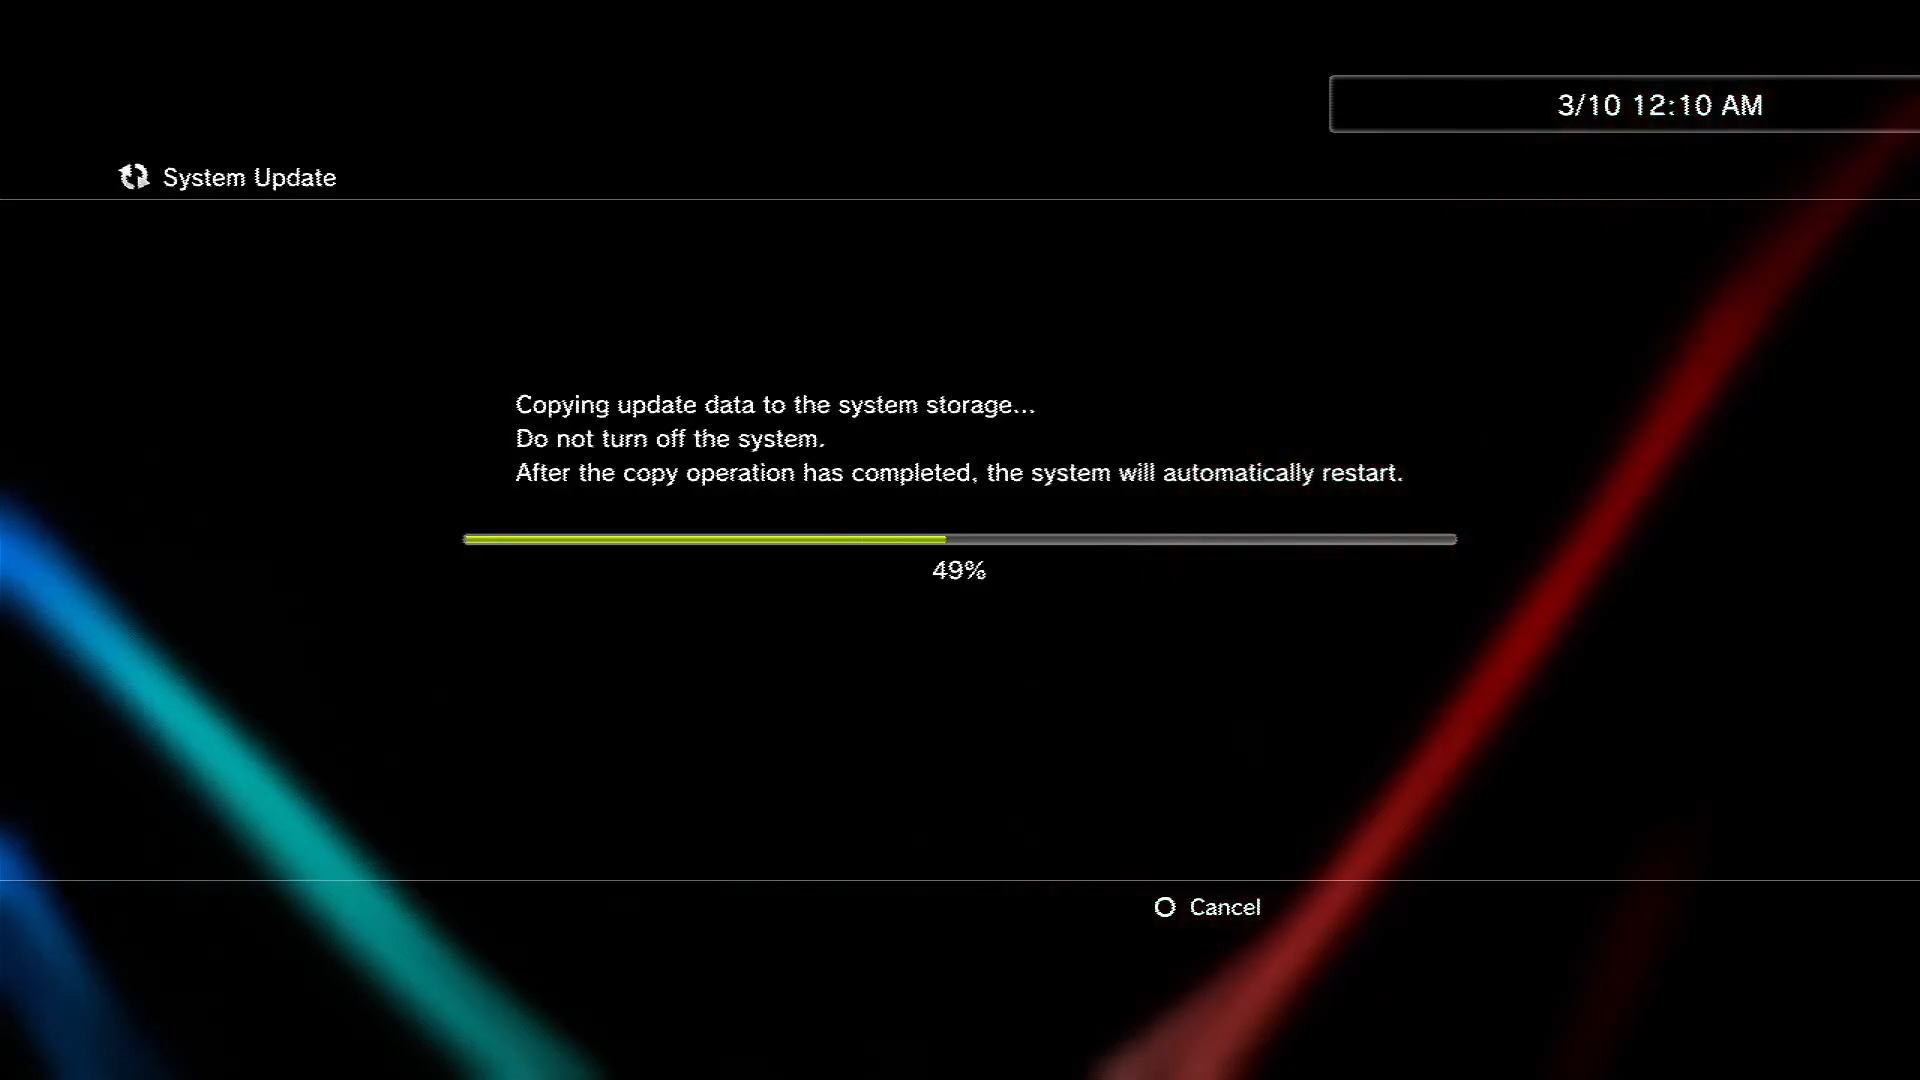 3/10 12:10 AM
System Update
Copying update data to the system storage...
Do not turn off the system.
After the copy operation has completed, the system will automatically restart.
49%
Cancel